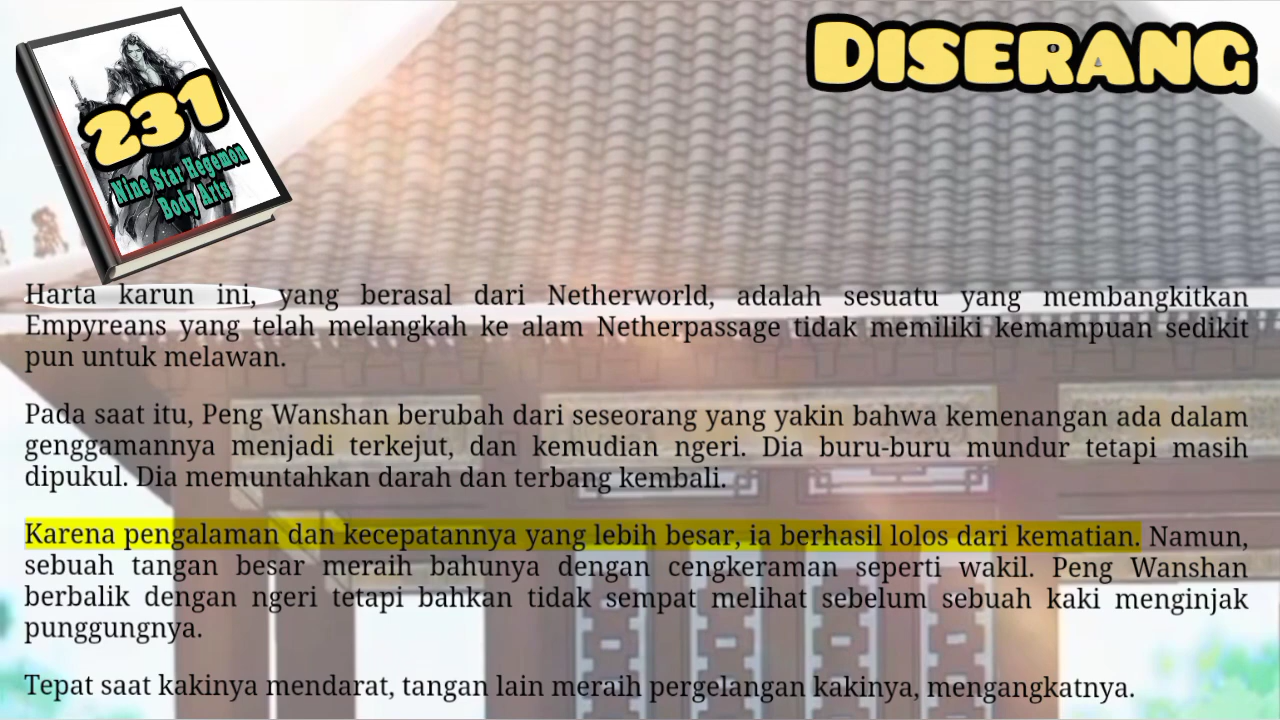 DISERANG
231
Nine Star Hegemon
Body Arts
Harta karun ini, yang berasal dari Netherworld, adalah sesuatu yang membangkitkan
Empyreans yang telah melangkah ke alam Netherpassage tidak memiliki kemampuan sedikit
pun untuk melawan.
Pada saat itu, Peng Wanshan berubah dari seseorang yang yakin bahwa kemenangan ada dalam
genggamannya menjadi terkejut, dan kemudian ngeri. Dia buru-buru mundur tetapi masih
dipukul. Dia memuntahkan darah dan terbang kembali.
Karena pengalaman dan kecepatannya yang lebih besar, ia berhasil lolos dari kematian. Namun,
sebuah tangan besar meraih bahunya dengan cengkeraman seperti wakil. Peng Wanshan
berbalik dengan ngeri tetapi bahkan tidak sempat melihat sebelum sebuah kaki menginjak
punggungnya.
Tepat saat kakinya mendarat, tangan lain meraih pergelangan kakinya, mengangkatnya.